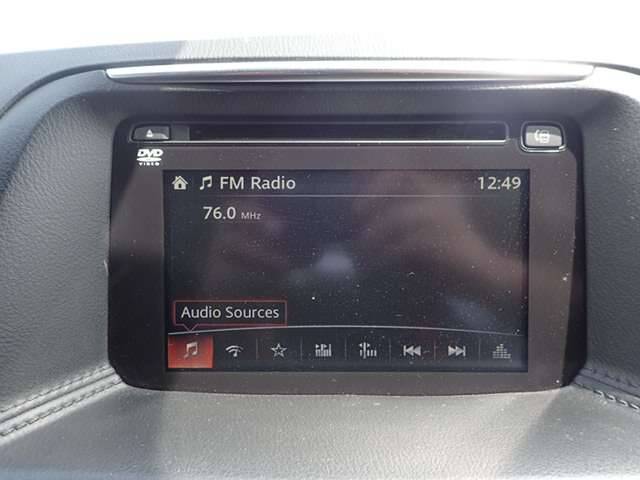 DVD
VIDEO
FM Radio 12:49
76.0 MHz
Audio Sources